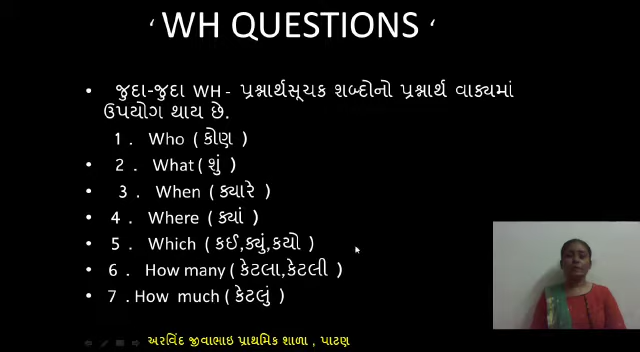 ‘ WH QUESTIONS ‘
• જુદા-જુદા WH - પ્રશ્નાર્થસૂચક શબ્દોનો પ્રશ્નાર્થ વાક્યમાં
ઉપયોગ થાય છે.
1 . Who ( કોણ )
• 2 . What ( શું )
• 3 . When ( ક્યારે )
• 4 . Where ( ક્યાં )
• 5 . Which ( કઈ,ક્યું,કયો )
• 6 . How many ( કેટલા,કેટલી )
• 7 . How much ( કેટલું )
અરવિંદ જીવાભાઇ પ્રાથમિક શાળા , પાટણ